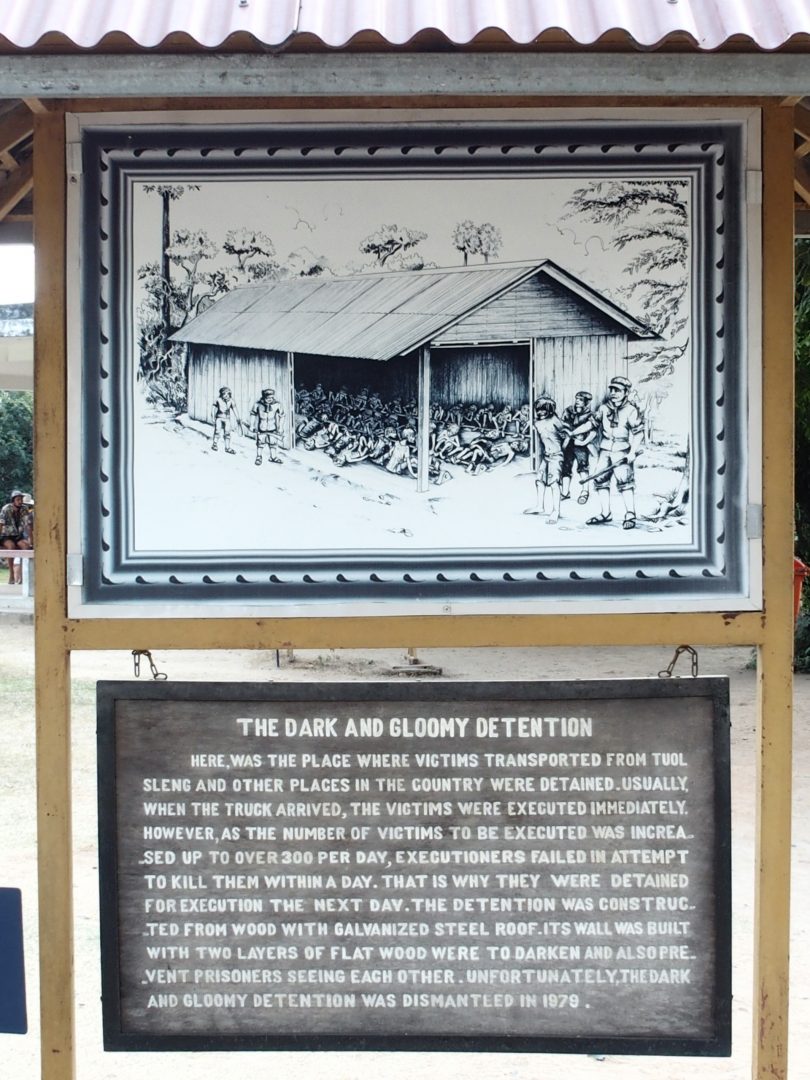 THE DARK AND GLOOMY DETENTION
HERE, WAS THE PLACE WHERE VICTIMS TRANSPORTED FROM TUOL
SLENG AND OTHER PLACES IN THE COUNTRY WERE DETAINED. USUALLY,
WHEN THE TRUCK ARRIVED, THE VICTIMS WERE EXECUTED IMMEDIATELY.
HOWEVER, AS THE NUMBER OF VICTIMS TO BE EXECUTED WAS INCREA-
-SED UP TO OVER 300 PER DAY, EXECUTIONERS FAILED IN ATTEMPT
TO KILL THEM WITHIN A DAY. THAT IS WHY THEY WERE DETAINED
FOR EXECUTION THE NEXT DAY. THE DETENTION WAS CONSTRUC-
-TED FROM WOOD WITH GALVANIZED STEEL ROOF. ITS WALL WAS BUILT
WITH TWO LAYERS OF FLAT WOOD WERE TO DARKEN AND ALSO PRE-
-VENT PRISONERS SEEING EACH OTHER. UNFORTUNATELY, THE DARK
AND GLOOMY DETENTION WAS DISMANTLED IN 1979.